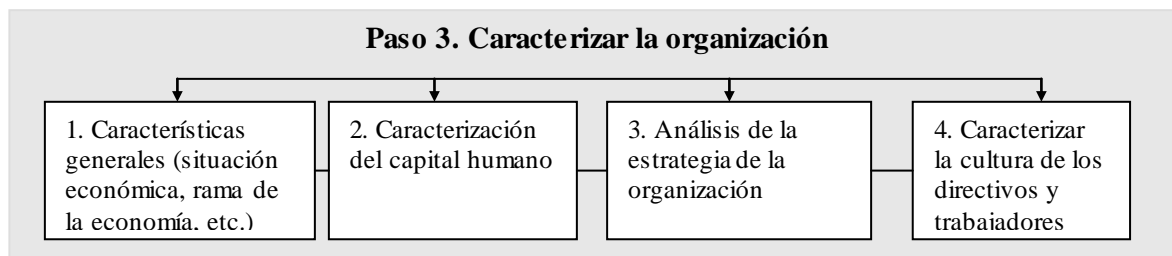 Paso 3. Caracterizar la organización
1. Características
generales (situación
económica, rama de
la economía, etc.)
2. Caracterización
del capital humano
3. Análisis de la
estrategia de la
organización
4. Caracterizar
la cultura de los
directivos y
trabajadores